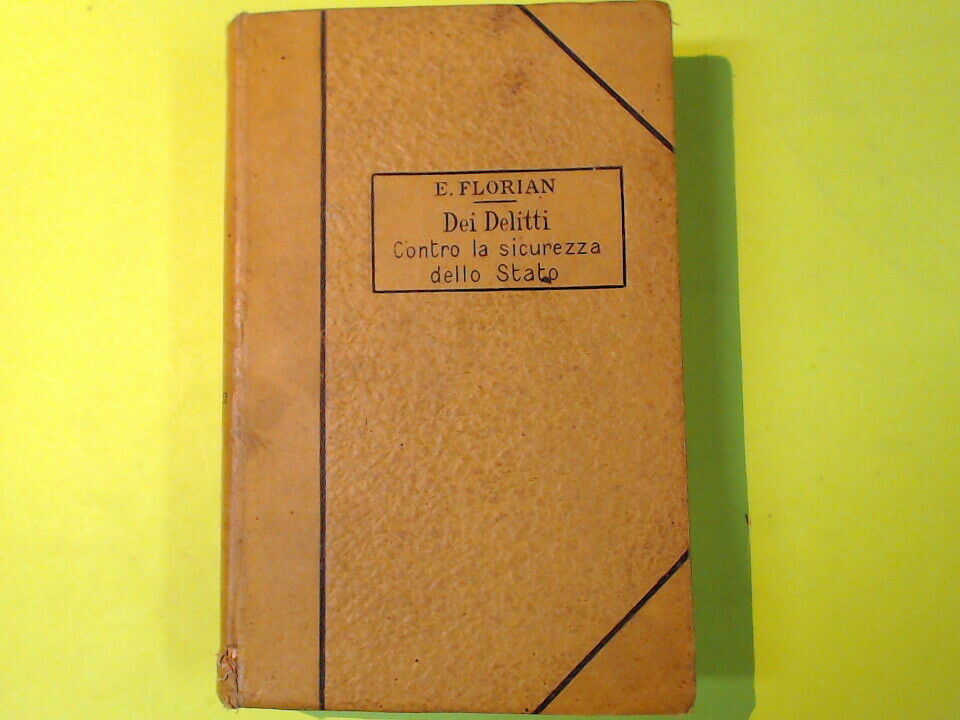 E. FLORIAN
Dei Delitti
Contro la sicurezza
dello Stato